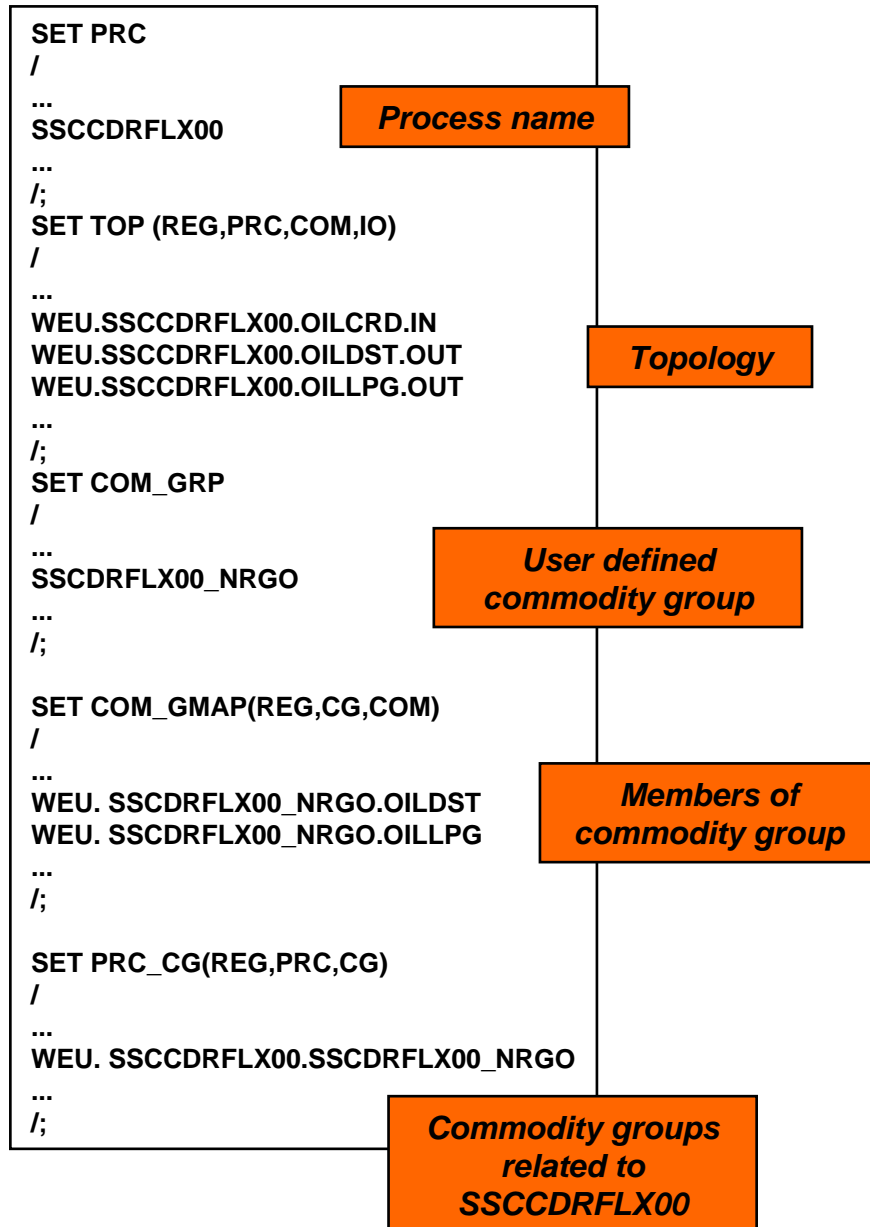 SET PRC
/
...
SSCCDRFLX00
Process name
...
/;
SET TOP (REG,PRC,COM,IO)
/
...
WEU.SSCCDRFLX00.OILCRD.IN
WEU.SSCCDRFLX00.OILDST.OUT
WEU.SSCCDRFLX00.OILLPG.OUT
Topology
...
/;
SET COM_GRP
/
...
SSCDRFLX00_NRGO
User defined
commodity group
...
/;
SET COM_GMAP(REG,CG,COM)
/
...
WEU. SSCDRFLX00_NRGO.OILDST
WEU. SSCDRFLX00_NRGO.OILLPG
Members of
commodity group
...
/;
SET PRC_CG(REG,PRC,CG)
/
...
WEU. SSCCDRFLX00.SSCDRFLX00_NRGO
...
/;
Commodity groups
related to
SSCCDRFLX00